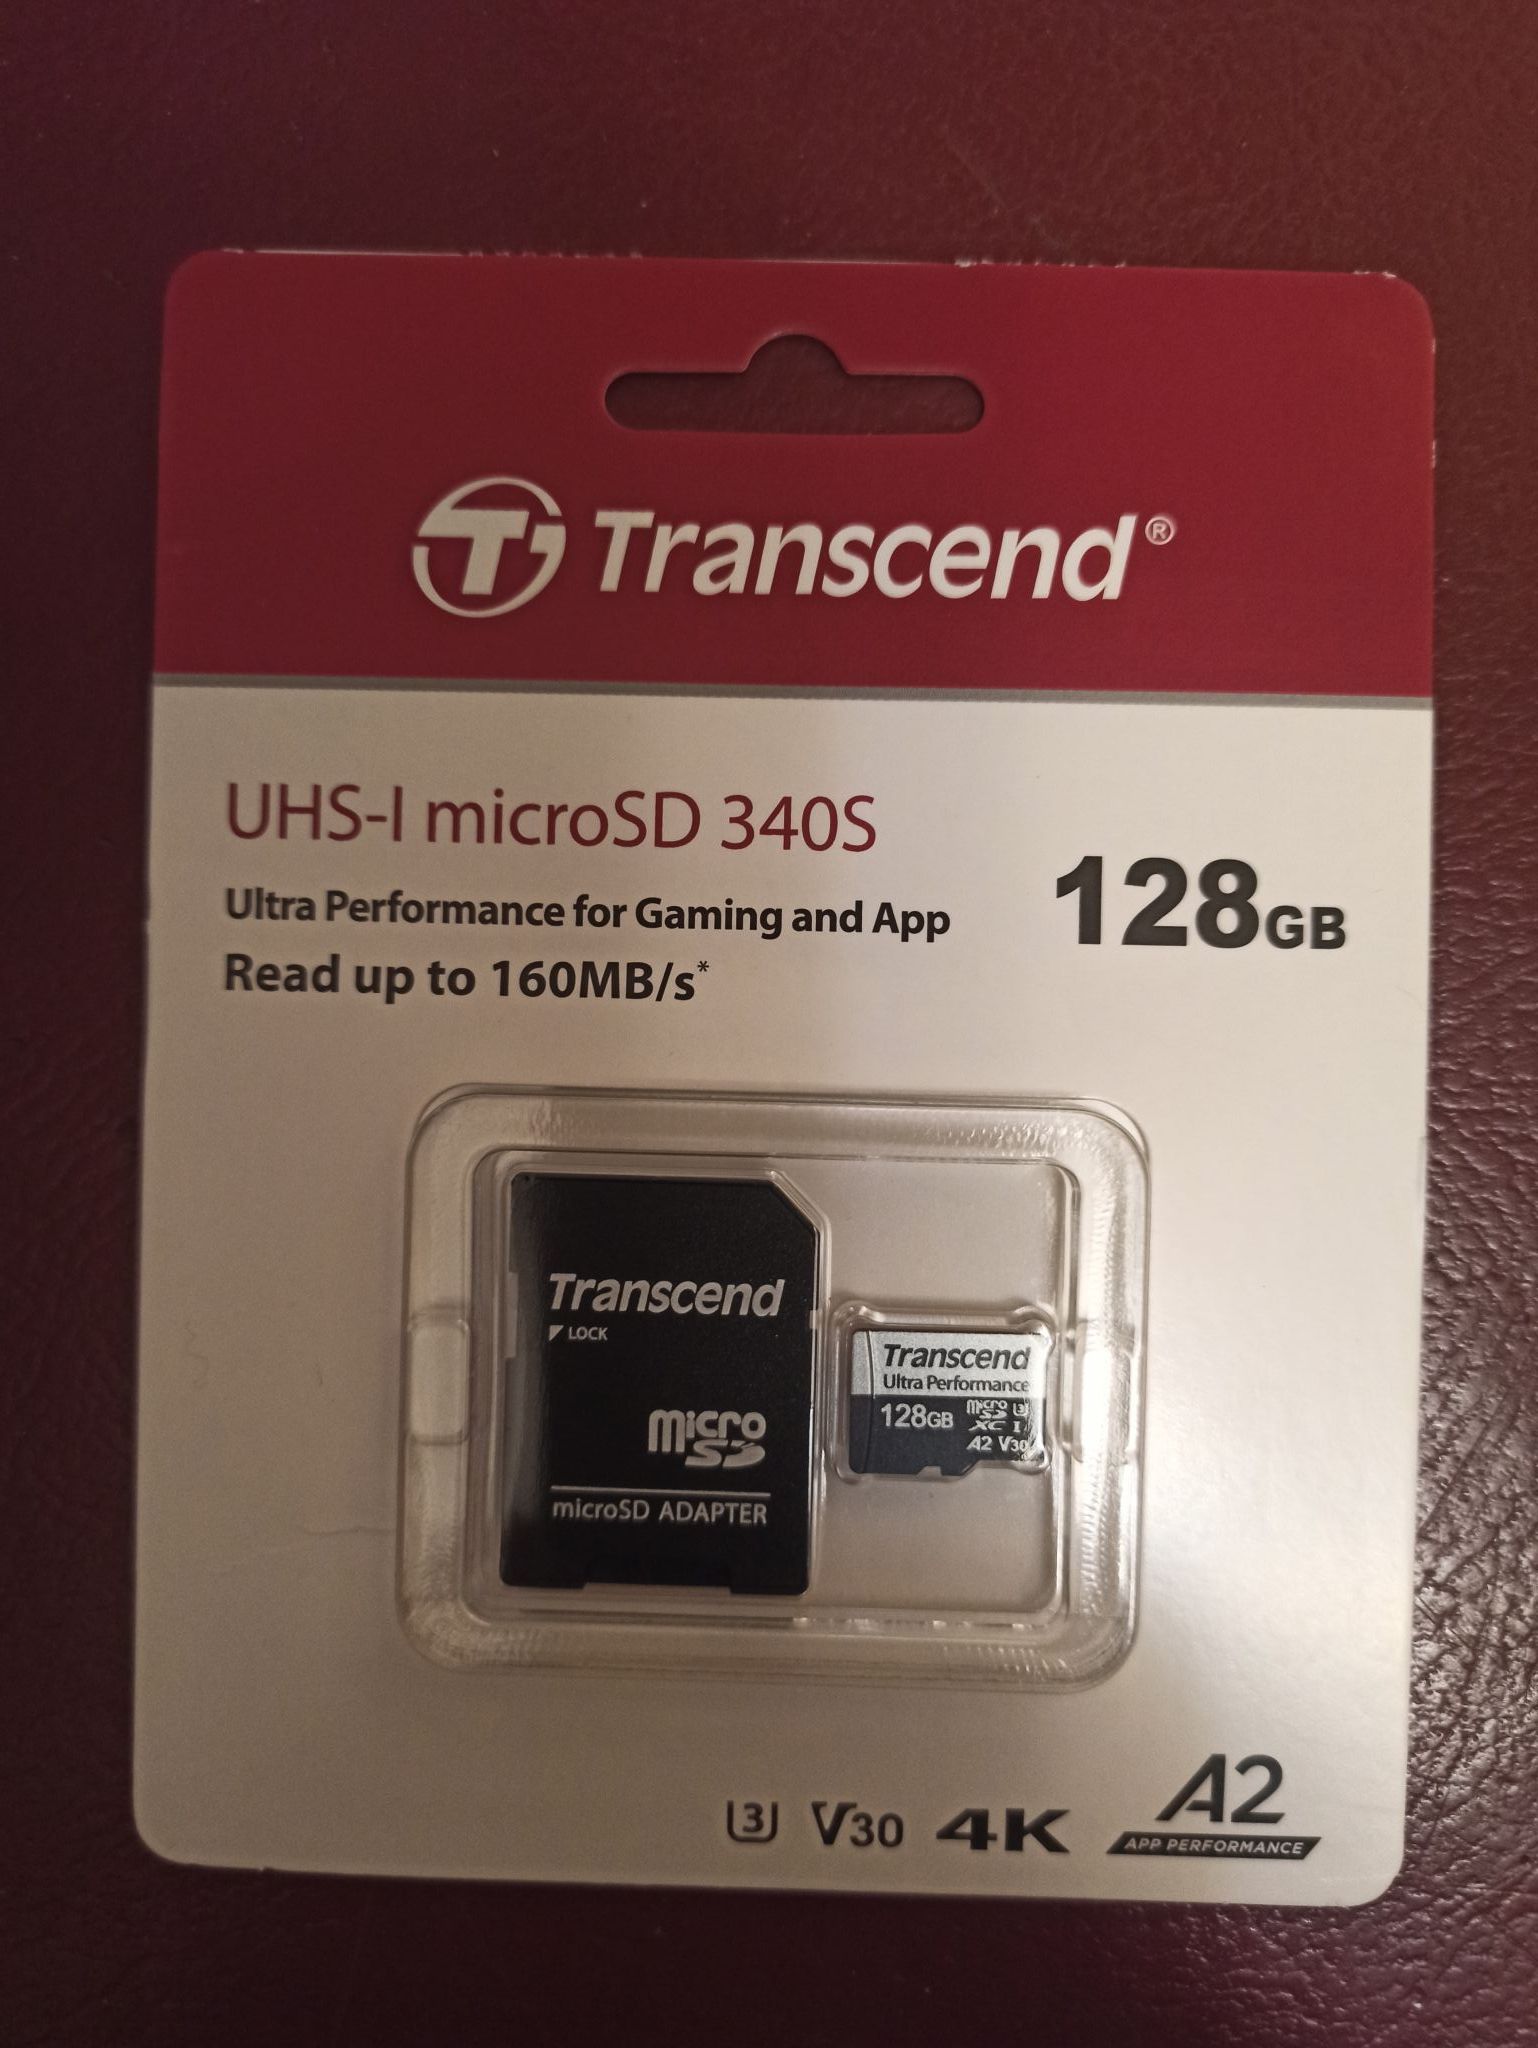 Transcend®
UHS-I microSD 340S
Ultra Performance for Gaming and App
Read up to 160MB/s*
128GB
Transcend
LOCK
micro
SD
microSD ADAPTER
Transcend
Ultra Performance
128GB
micro
SD
XC I
3
A2 V30
3 V30 4K A2
APP PERFORMANCE